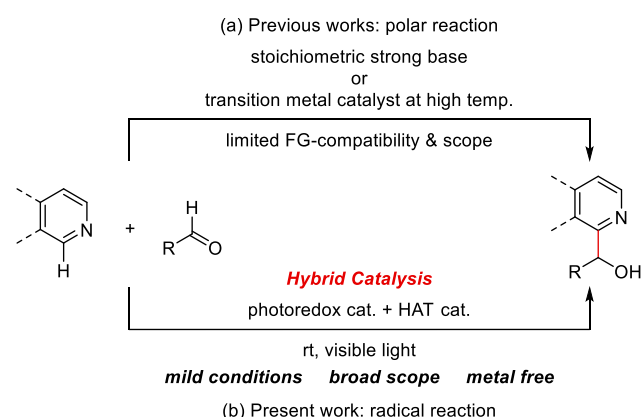 (a) Previous works: polar reaction
stoichiometric strong base
or
transition metal catalyst at high temp.
limited FG-compatibility & scope
N
H
+
H
R
O
N
R
OH
Hybrid Catalysis
photoredox cat. + HAT cat.
rt, visible light
mild conditions broad scope metal free
(b) Present work: radical reaction